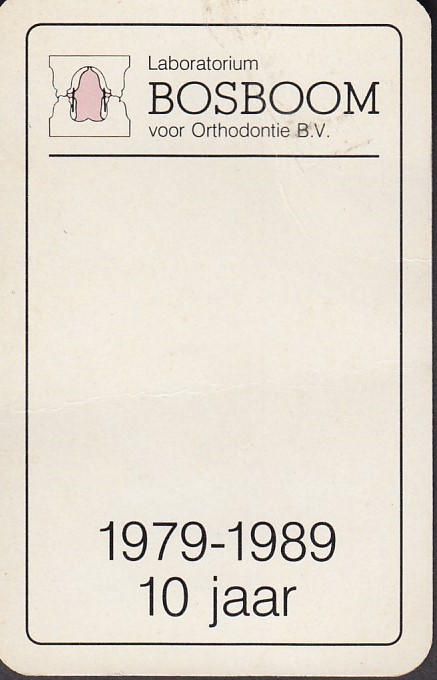 Laboratorium
BOSBOOM
voor Orthodontie B.V.
1979-1989
10 jaar